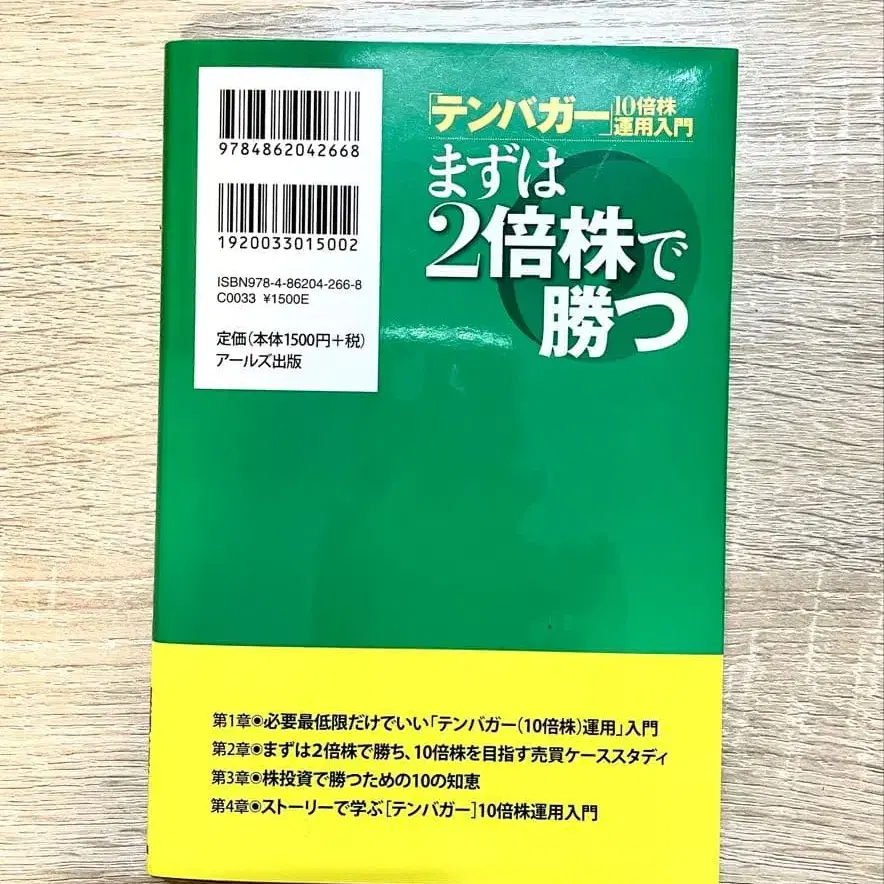 9784862042668
1920033015002
ISBN978-4-86204-266-8
C0033 ¥1500E
定価(本体1500円+税)
アールズ出版
「テンバガー」10倍株
運用入門
まずは
2倍株で
勝つ
第1章◉必要最低限だけでいい「テンバガー(10倍株)運用」入門
第2章◉まずは2倍株で勝ち、10倍株を目指す売買ケーススタディ
第3章◉株投資で勝つための10の知恵
第4章◉ストーリーで学ぶ[テンバガー]10倍株運用入門